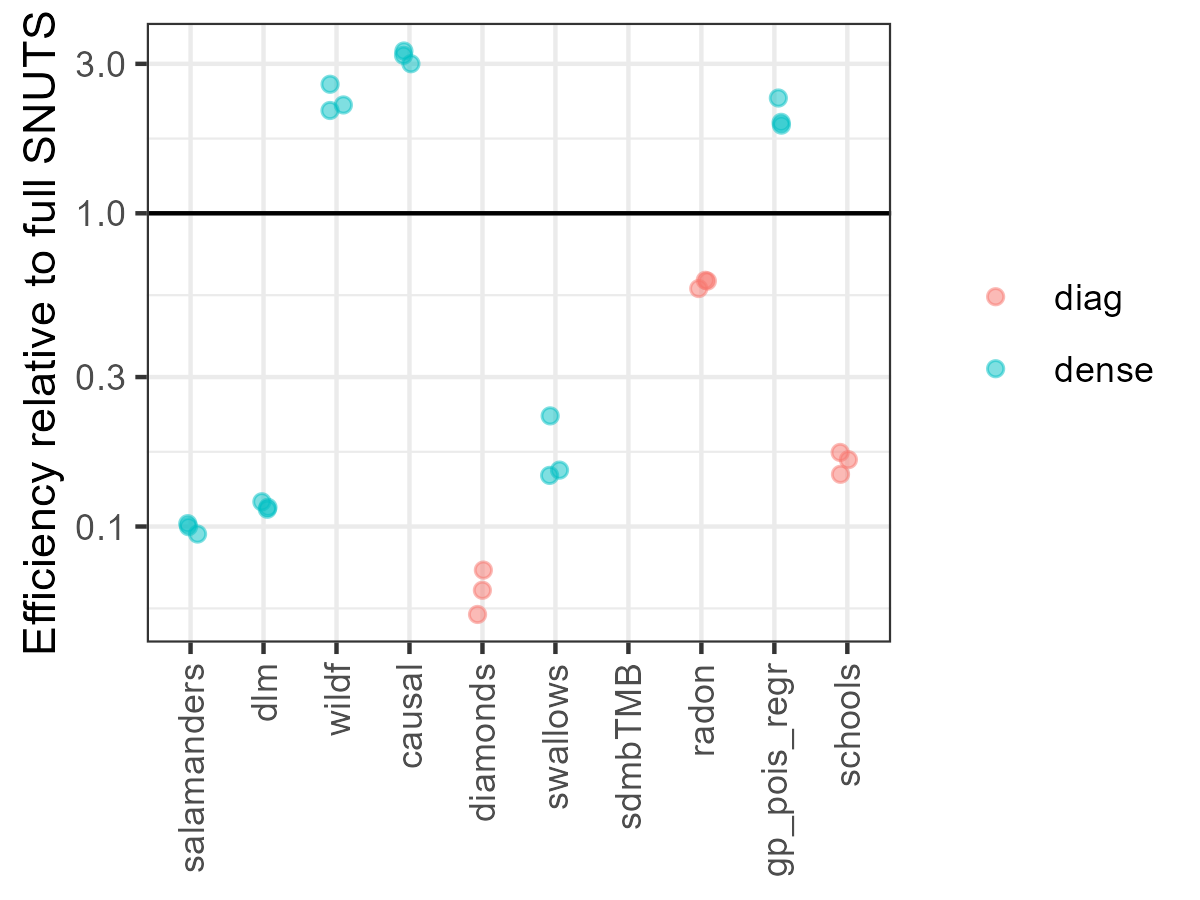 Efficiency relative to full SNUTS
3.0
1.0
0.3
0.1
salamanders
dlm
wildf
causal
diamonds
swallows
sdmbTMB
radon
gp_pois_regr
schools
diag
dense